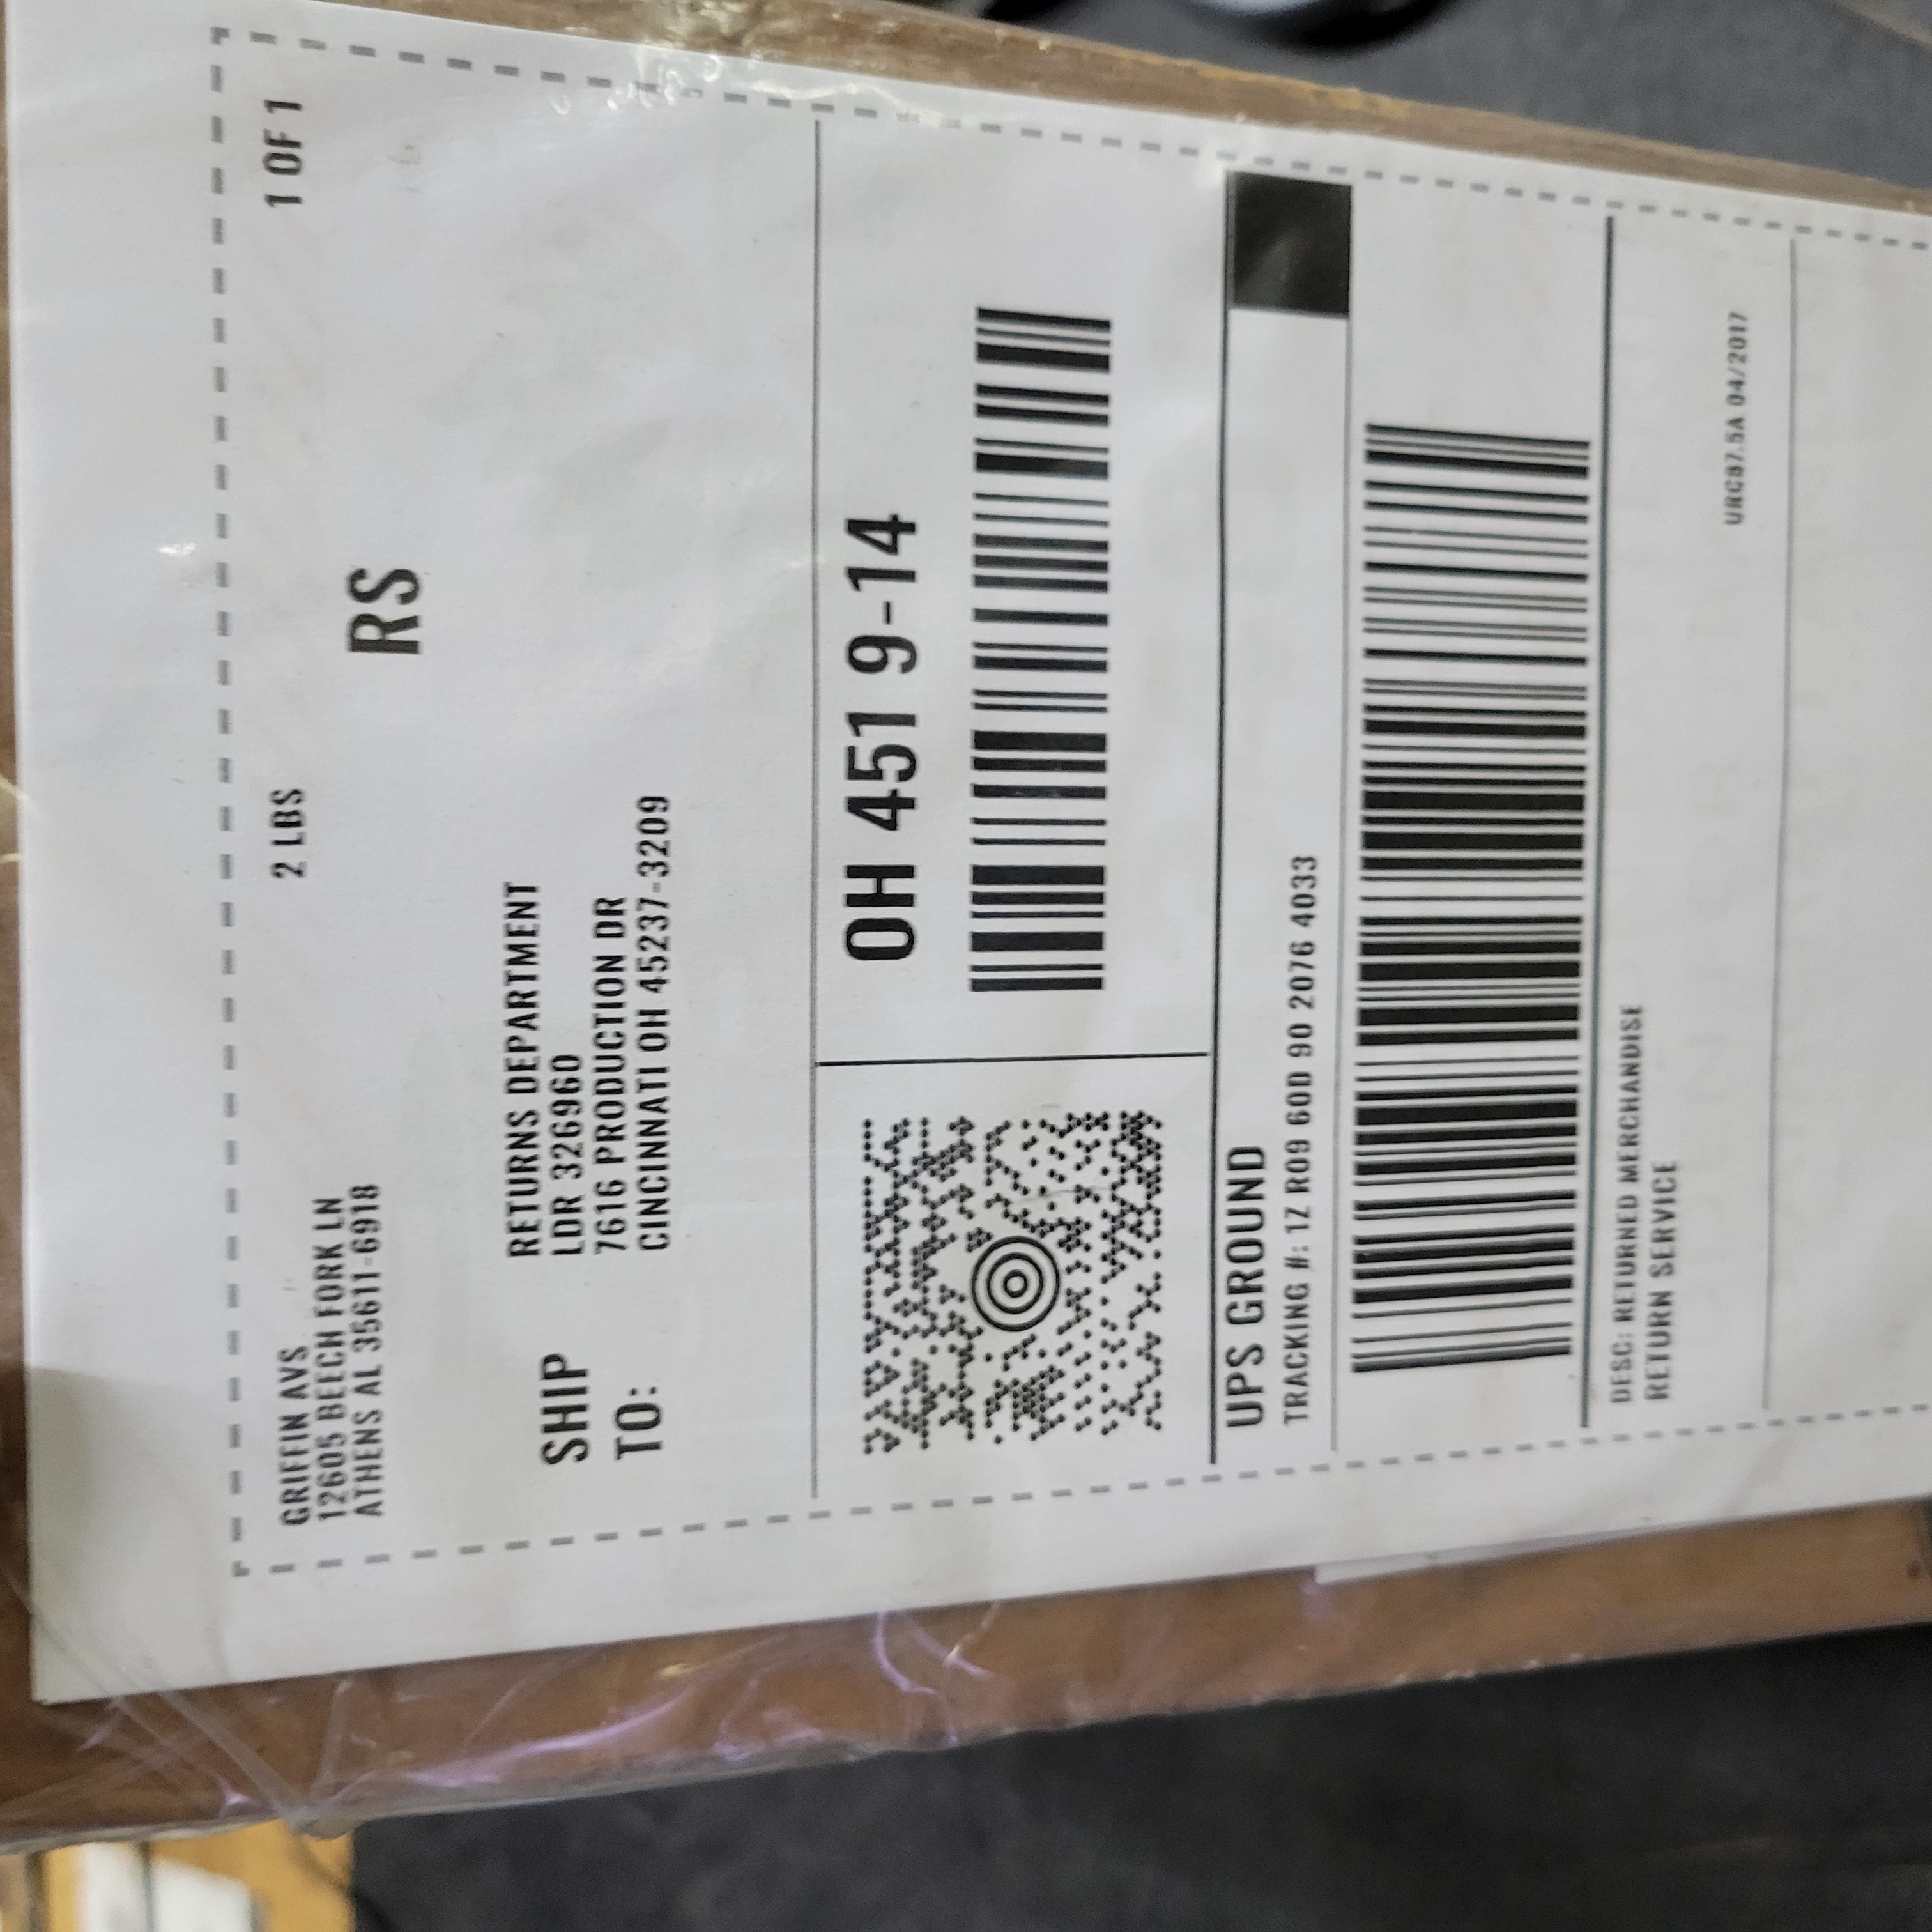 GRIFFIN AVS
12605 BEECH FORK LN
ATHENS AL 35611-6918
2 LBS
1 OF 1
RS
SHIP
TO:
RETURNS DEPARTMENT
LDR 326960
7616 PRODUCTION DR
CINCINNATI OH 45237-3209
OH 451 9-14
UPS GROUND
TRACKING #: 1Z R09 60D 90 2076 4033
DESC: RETURNED MERCHANDISE
RETURN SERVICE
URC87.5A 04/2017